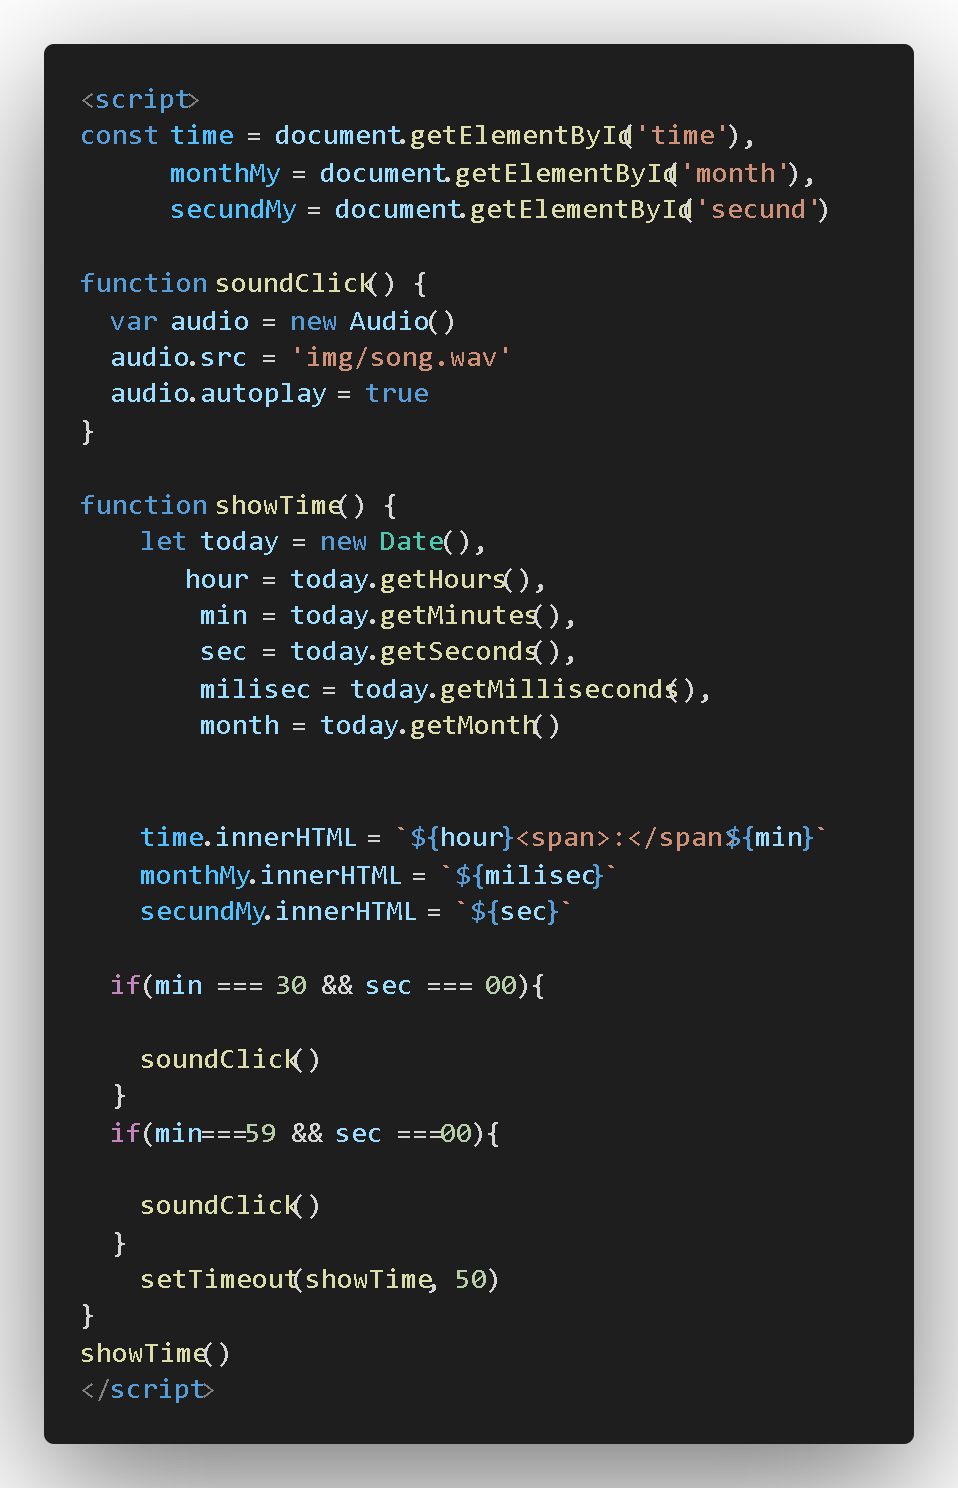 <script>
const time = document.getElementById('time'),
monthMy = document.getElementById('month'),
secundMy = document.getElementById('secund')
function soundClick() {
var audio = new Audio()
audio.src = 'img/song.wav'
audio.autoplay = true
}
function showTime() {
let today = new Date(),
hour = today.getHours(),
min = today.getMinutes(),
sec = today.getSeconds(),
milisec = today.getMilliseconds(),
month = today.getMonth()
time.innerHTML = `${hour}<span>:</span>${min}`
monthMy.innerHTML = `${milisec}`
secundMy.innerHTML = `${sec}`
if(min === 30 && sec === 00){
soundClick()
}
if(min===59 && sec ===00){
soundClick()
}
setTimeout(showTime, 50)
}
showTime()
</script>